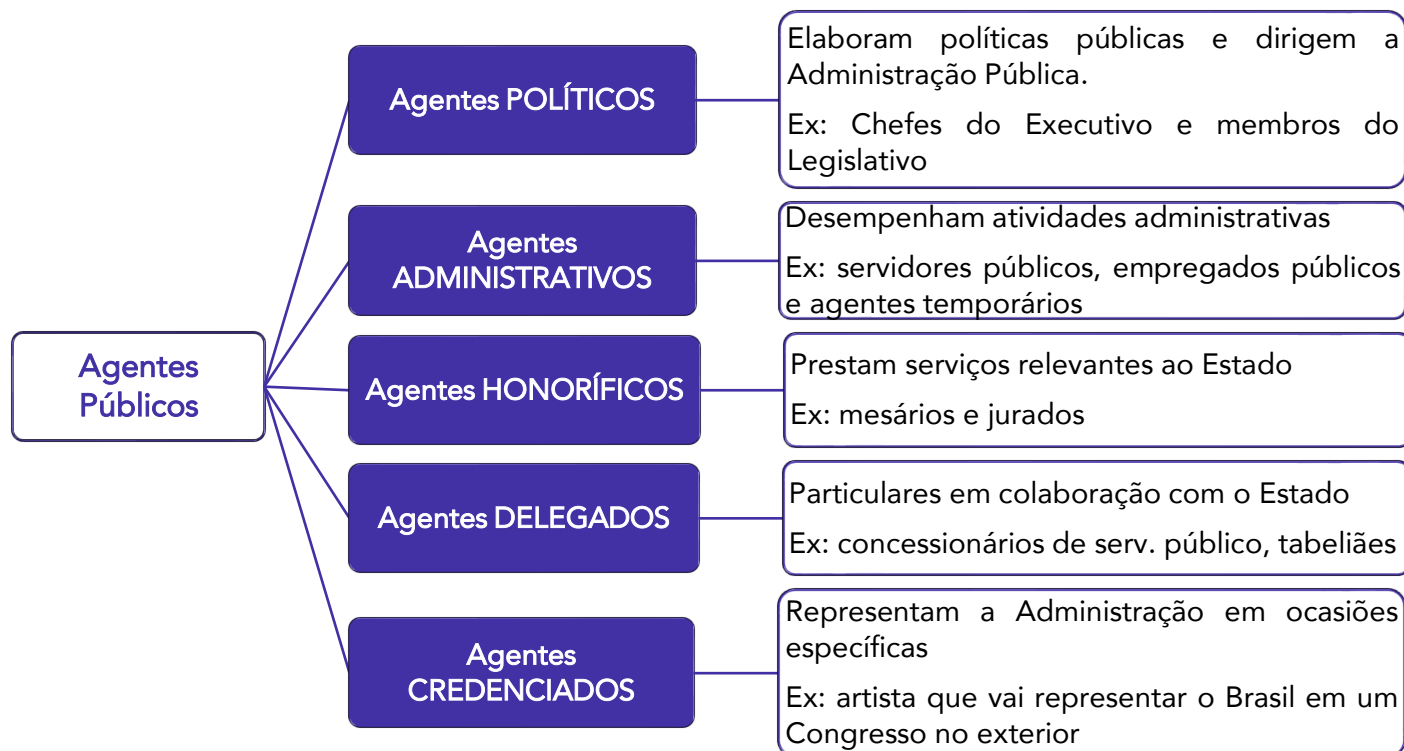 Agentes
Públicos
Agentes POLÍTICOS
Elaboram políticas públicas e dirigem a
Administração Pública.
Ex: Chefes do Executivo e membros do
Legislativo
Agentes
ADMINISTRATIVOS
Desempenham atividades administrativas
Ex: servidores públicos, empregados públicos
e agentes temporários
Agentes HONORÍFICOS
Prestam serviços relevantes ao Estado
Ex: mesários e jurados
Agentes DELEGADOS
Particulares em colaboração com o Estado
Ex: concessionários de serv. público, tabeliães
Agentes
CREDENCIADOS
Representam a Administração em ocasiões
específicas
Ex: artista que vai representar o Brasil em um
Congresso no exterior